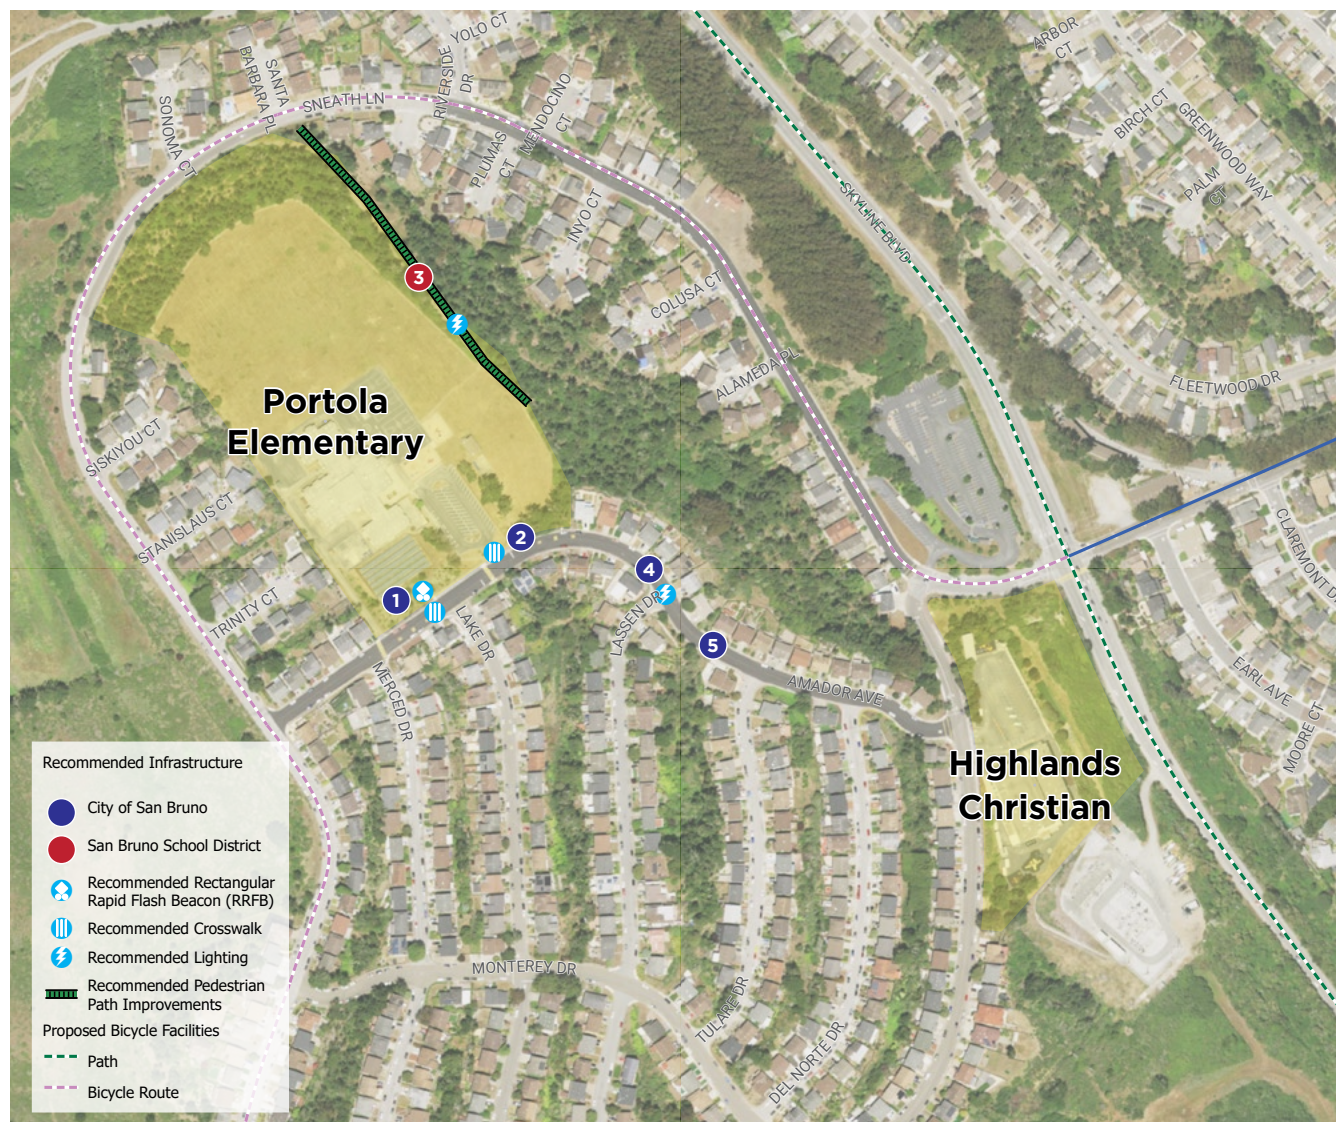 YOLO CT
ARBOR
CT
RIVERSIDE
DR
SANTA
BARBARA PL
SNEATH LN
MENDOCINO
CT
SONOMA CT
PLUMAS
CT
BIRCH CT
GREENWOOD WAY
PALM
CT
INYO CT
SKYLINE BLVD
3
COLUSA CT
ALAMEDA PL
FLEETWOOD DR
Portola
Elementary
SISKIYOU CT
STANISLAUS CT
CLAREMONT D
2
4
TRINITY CT
1
LAKE DR
LASSEN DR
5
MERCED DR
AMADOR AVE
EARL AVE
MOORE CT
Highlands
Christian
MONTEREY DR
TULARE DR
DEL NORTE DR
Recommended Infrastructure
City of San Bruno
San Bruno School District
Recommended Rectangular
Rapid Flash Beacon (RRFB)
Recommended Crosswalk
Recommended Lighting
Recommended Pedestrian
Path Improvements
Proposed Bicycle Facilities
Path
Bicycle Route